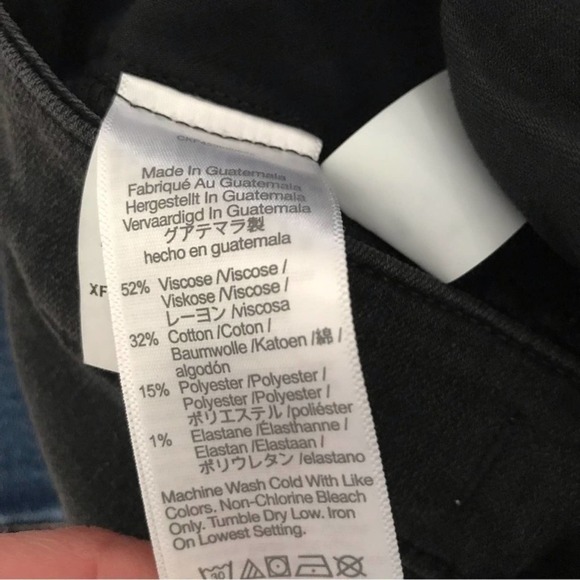 Made In Guatemala
Fabriqué Au Guatemala
Hergestellt In Guatemala
Vervaardigd In Guatemala
グアテマラ製
hecho en guatemala
XF
52% Viscose /Viscose /
Viskose /Viscose /
レーヨン /viscosa
32% Cotton /Coton /
Baumwolle /Katoen /綿/
algodón
15% Polyester /Polyester /
Polyester /Polyester /
ポリエステル /poliéster
1% Elastane /Élasthanne /
Elastan /Elastaan /
ポリウレタン /elastano
Machine Wash Cold With Like
Colors. Non-Chlorine Bleach
Only. Tumble Dry Low. Iron
On Lowest Setting.
30